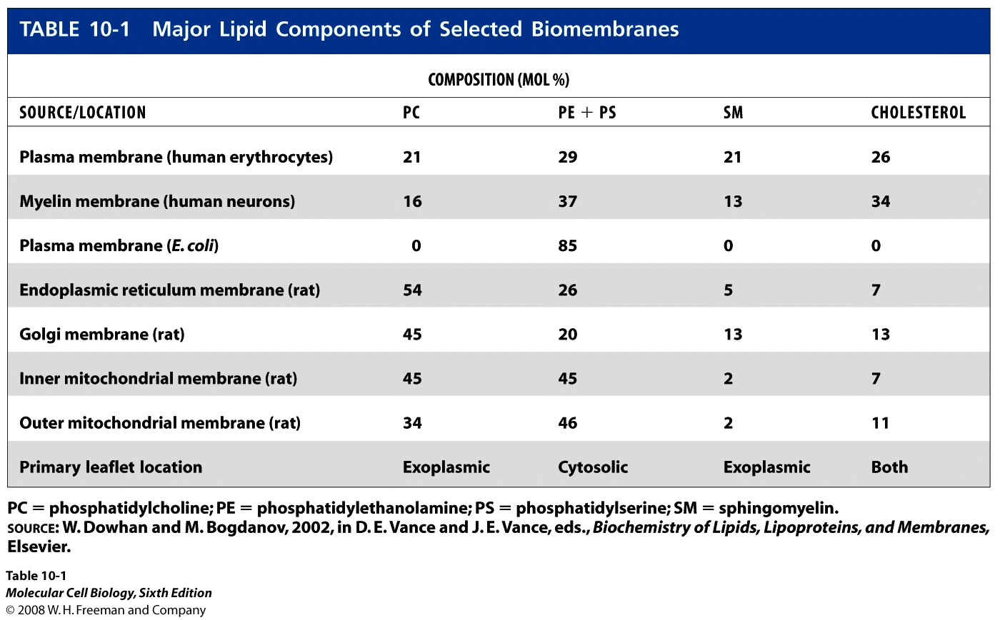 TABLE 10-1 Major Lipid Components of Selected Biomembranes
COMPOSITION (MOL %)
SOURCE/LOCATION PC PE + PS SM CHOLESTEROL
Plasma membrane (human erythrocytes) 21 29 21 26
Myelin membrane (human neurons) 16 37 13 34
Plasma membrane (E. coli) 0 85 0 0
Endoplasmic reticulum membrane (rat) 54 26 5 7
Golgi membrane (rat) 45 20 13 13
Inner mitochondrial membrane (rat) 45 45 2 7
Outer mitochondrial membrane (rat) 34 46 2 11
Primary leaflet location Exoplasmic Cytosolic Exoplasmic Both
PC = phosphatidylcholine; PE = phosphatidylethanolamine; PS = phosphatidylserine; SM = sphingomyelin.
SOURCE: W. Dowhan and M. Bogdanov, 2002, in D. E. Vance and J. E. Vance, eds., Biochemistry of Lipids, Lipoproteins, and Membranes,
Elsevier.
Table 10-1
Molecular Cell Biology, Sixth Edition
© 2008 W. H. Freeman and Company